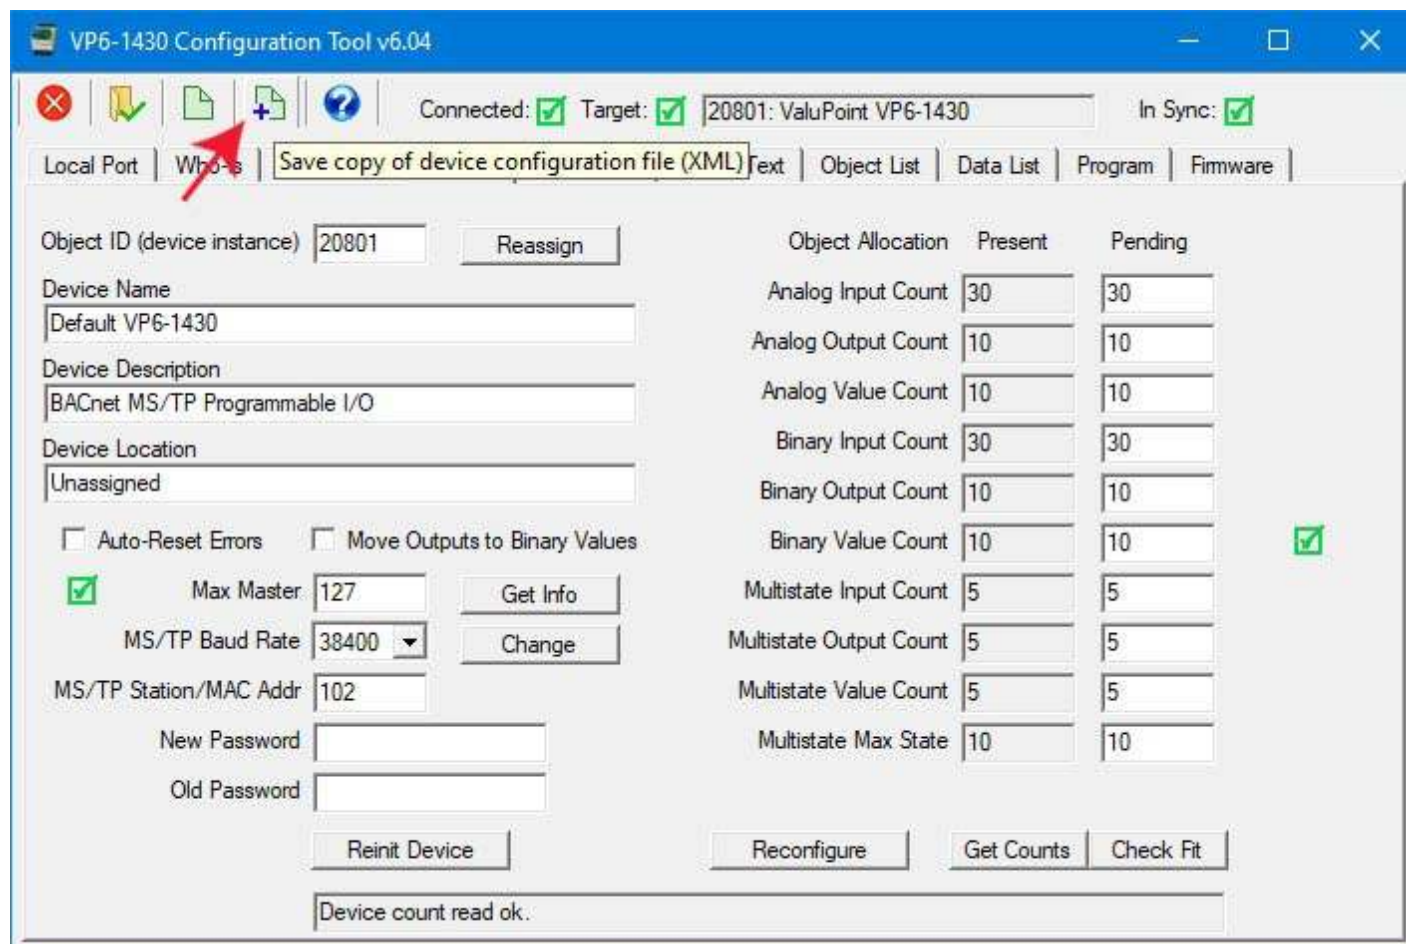 VP6-1430 Configuration Tool v6.04
Connected: Target: 20801: ValuPoint VP6-1430 In Sync:
Local Port Who-Is Text Object List Data List Program Firmware
Save copy of device configuration file (XML)
Object ID (device instance) 20801 Reassign
Device Name
Default VP6-1430
Device Description
BACnet MS/TP Programmable I/O
Device Location
Unassigned
Auto-Reset Errors Move Outputs to Binary Values
Max Master 127 Get Info
MS/TP Baud Rate 38400 Change
MS/TP Station/MAC Addr 102
New Password
Old Password
Reinit Device
Object Allocation Present Pending
Analog Input Count 30 30
Analog Output Count 10 10
Analog Value Count 10 10
Binary Input Count 30 30
Binary Output Count 10 10
Binary Value Count 10 10
Multistate Input Count 5 5
Multistate Output Count 5 5
Multistate Value Count 5 5
Multistate Max State 10 10
Reconfigure Get Counts Check Fit
Device count read ok.